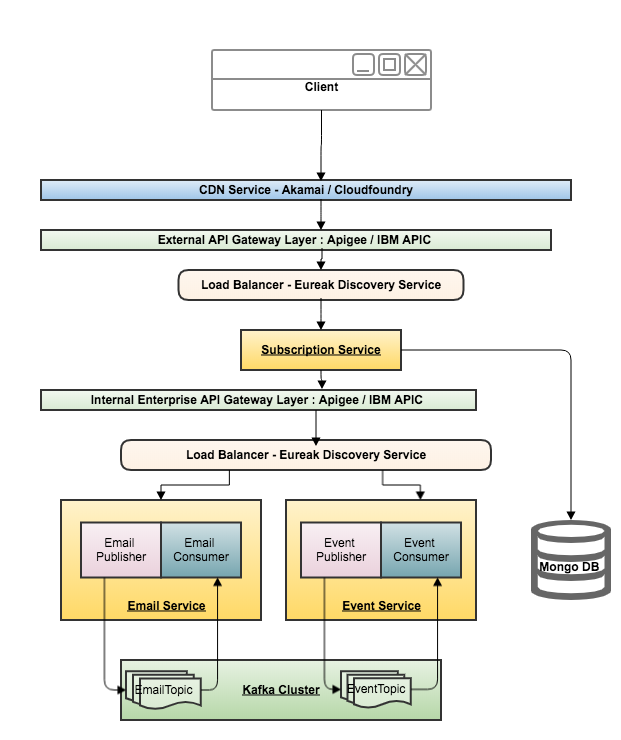 Client
CDN Service - Akamai / Cloudfoundry
External API Gateway Layer : Apigee / IBM APIC
Load Balancer - Eureak Discovery Service
Subscription Service
Internal Enterprise API Gateway Layer : Apigee / IBM APIC
Load Balancer - Eureak Discovery Service
Email
Publisher
Email
Consumer
Email Service
Event
Publisher
Event
Consumer
Event Service
Mongo DB
EmailTopic
Kafka Cluster
EventTopic